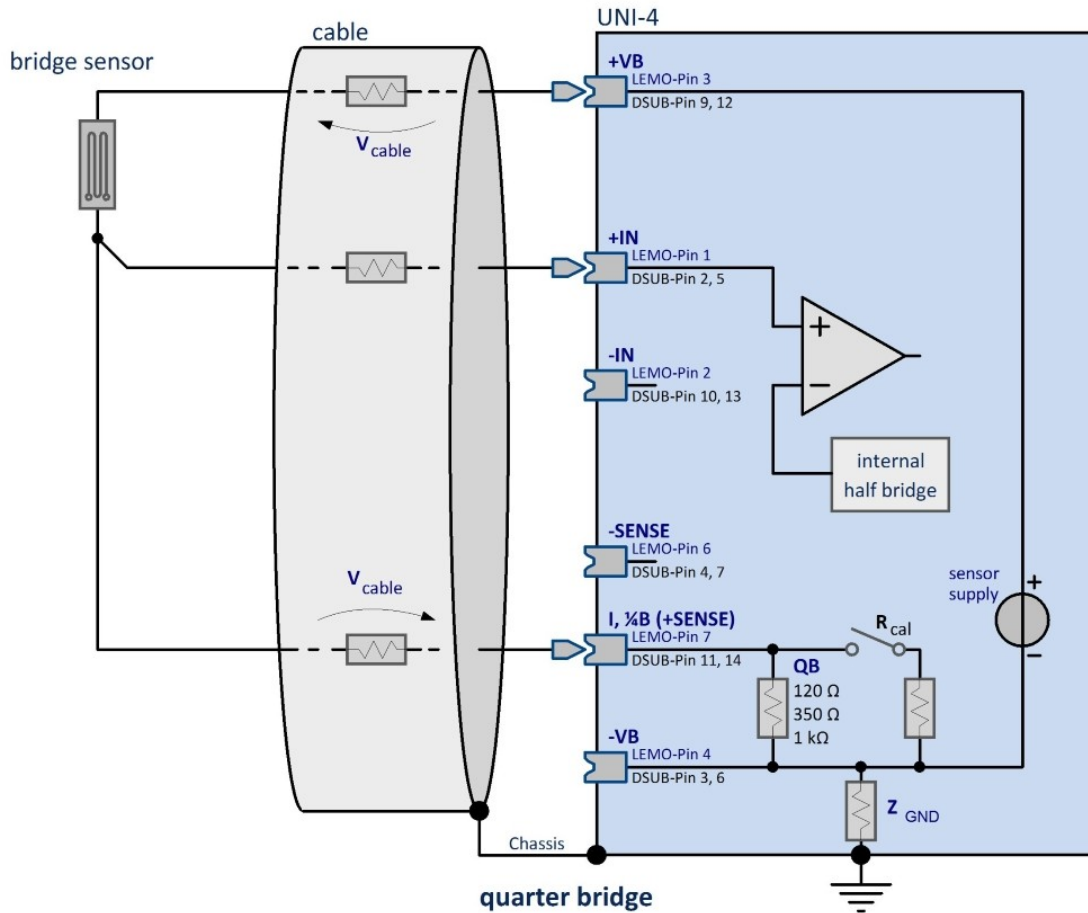 UNI-4
cable
bridge sensor
+VB
LEMO-Pin 3
DSUB-Pin 9, 12
V cable
+IN
LEMO-Pin 1
DSUB-Pin 2, 5
+
-IN
LEMO-Pin 2
DSUB-Pin 10, 13
−
internal
half bridge
-SENSE
LEMO-Pin 6
DSUB-Pin 4, 7
V cable
sensor
supply
+
−
I, ¼B (+SENSE)
LEMO-Pin 7
DSUB-Pin 11, 14
R cal
QB
120 Ω
350 Ω
1 kΩ
-VB
LEMO-Pin 4
DSUB-Pin 3, 6
Z GND
Chassis
quarter bridge